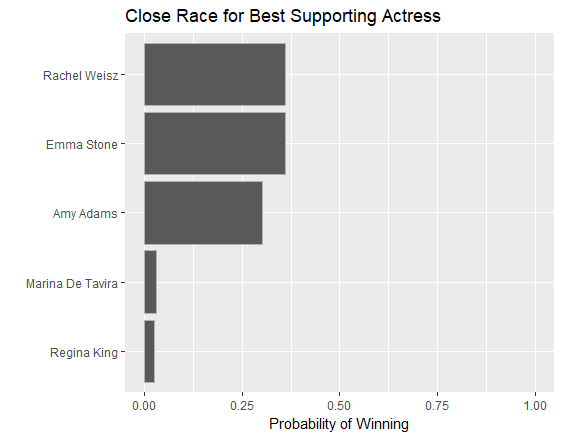 Close Race for Best Supporting Actress
Rachel Weisz
Emma Stone
Amy Adams
Marina De Tavira
Regina King
0.00 0.25 0.50 0.75 1.00
Probability of Winning